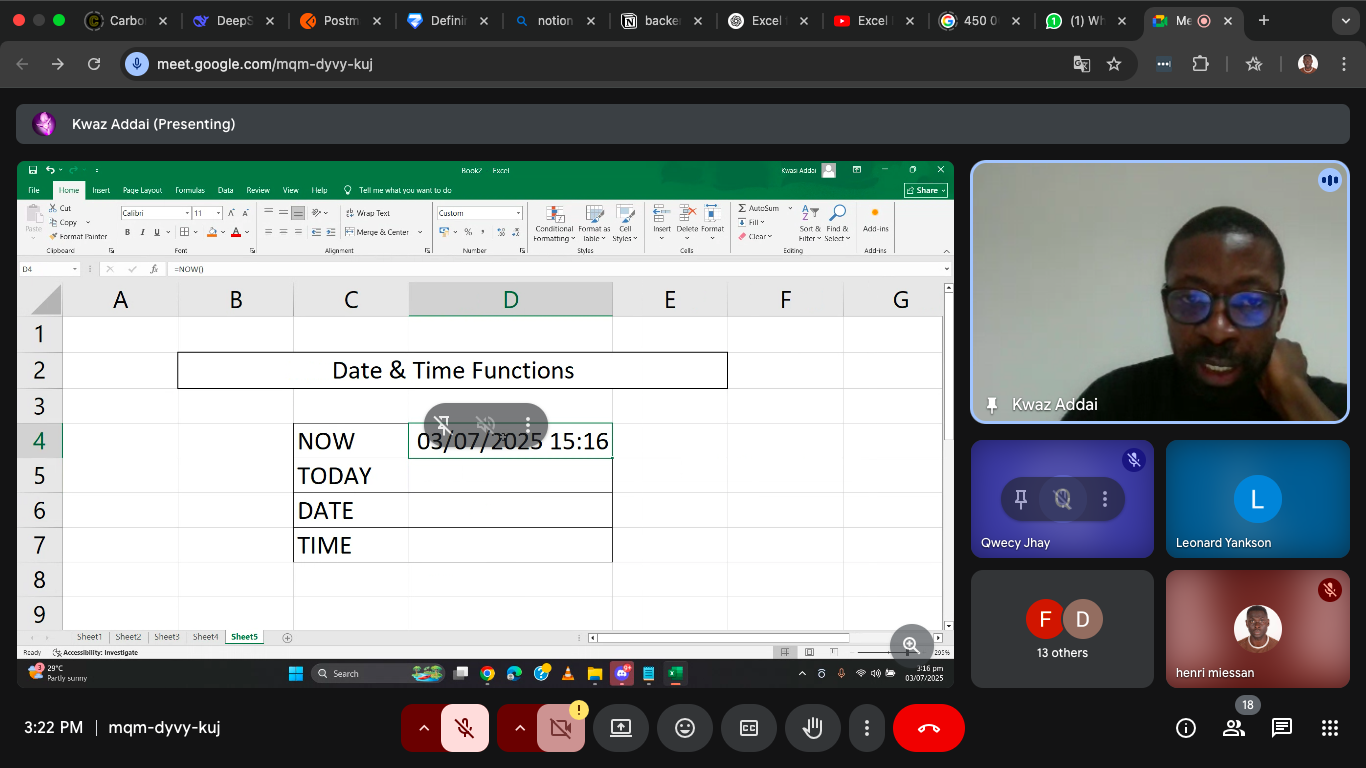 Carbo
DeepS
Postm
Definir
notion
backer
Excel f
Excel
450 0
(1) Wh
Me
meet.google.com/mqm-dyvy-kuj
Kwaz Addai (Presenting)
Book2 - Excel
Kwasi Addai
File Home Insert Page Layout Formulas Data Review View Help Tell me what you want to do Share
Paste
Cut
Copy
Format Painter
Calibri 11
B I U A
Wrap Text
Merge & Center
Custom
Conditional Formatting
Format as Table
Cell Styles
Insert Delete Format
AutoSum
Fill
Clear
Sort & Filter
Find & Select
Add-ins
Clipboard Font Alignment Number Styles Cells Editing Add-ins
D4 fx =NOW()
A B C D E F G
1
2 Date & Time Functions
3
4 NOW 03/07/2025 15:16
5 TODAY
6 DATE
7 TIME
8
9
Sheet1 Sheet2 Sheet3 Sheet4 Sheet5
Ready Accessibility: Investigate 295%
29°C
Partly sunny
Search
3:16 pm
03/07/2025
Kwaz Addai
Qwecy Jhay
L
Leonard Yankson
F D
13 others
henri miessan
3:22 PM | mqm-dyvy-kuj
18